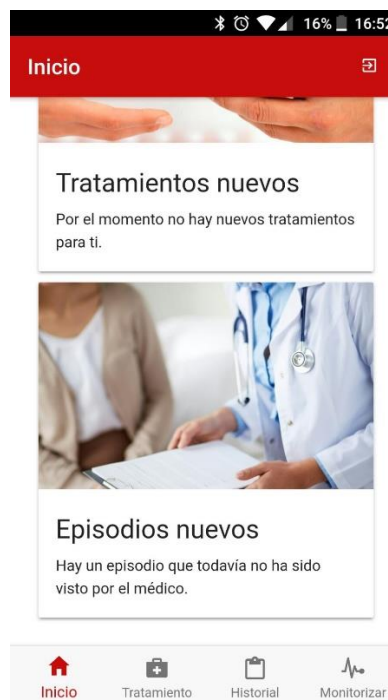 16% 16:52
Inicio
Tratamientos nuevos
Por el momento no hay nuevos tratamientos
para ti.
Episodios nuevos
Hay un episodio que todavía no ha sido
visto por el médico.
Inicio Tratamiento Historial Monitorizar